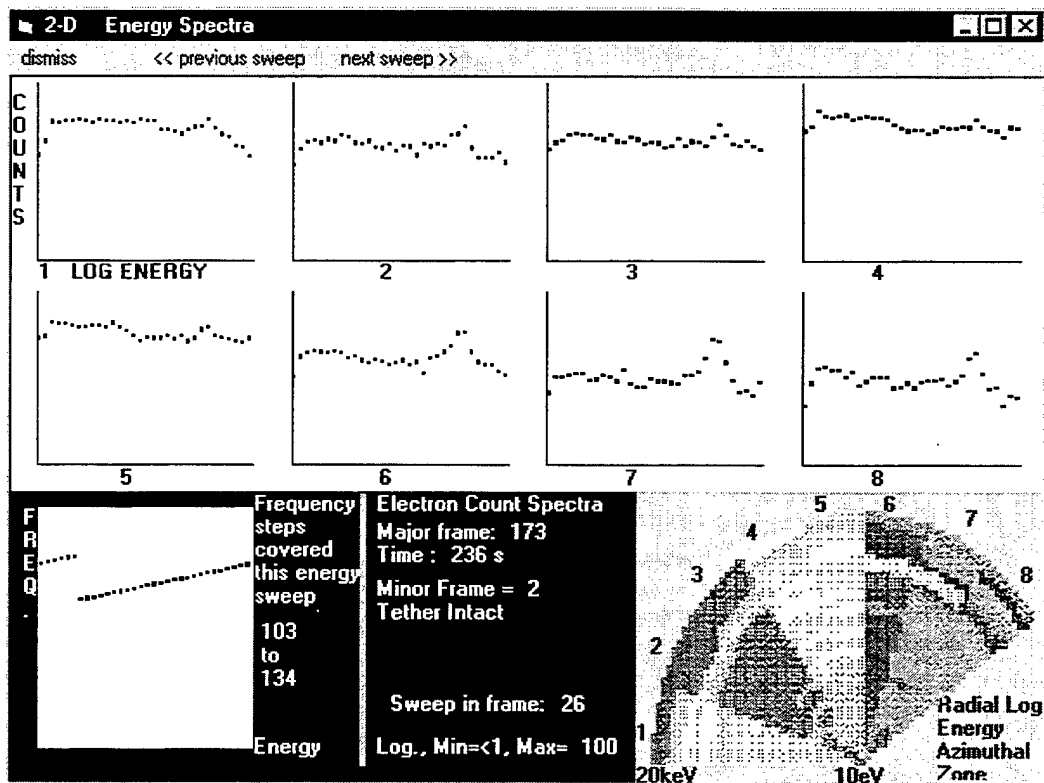 2-D Energy Spectra
dismiss << previous sweep next sweep >>
COUNTS
1 LOG ENERGY 2 3 4
5 6 7 8
FREQ.
Frequency
steps
covered
this energy
sweep
103
to
134
Energy
Electron Count Spectra
Major frame: 173
Time : 236 s
Minor Frame = 2
Tether Intact
Sweep in frame: 26
Log., Min=<1, Max= 100
1
2
3
4
5
6
7
8
20keV
10eV
Radial Log
Energy
Azimuthal
Zone